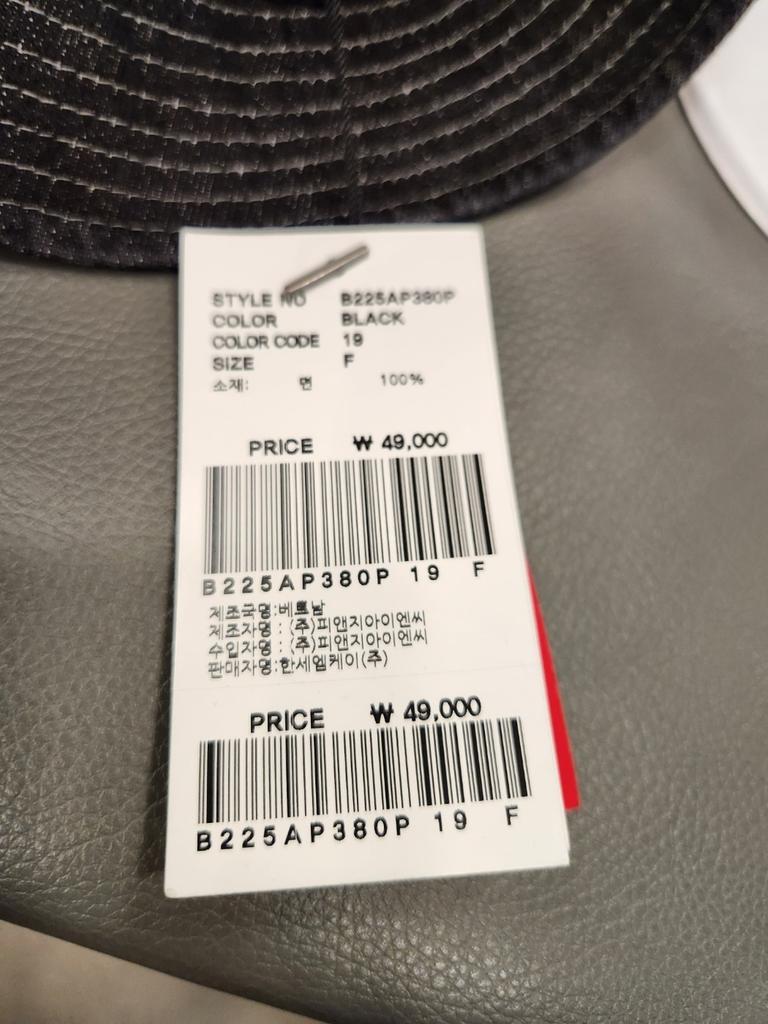 STYLE NO B225AP380P
COLOR BLACK
COLOR CODE 19
SIZE F
소재: 면 100%
PRICE ₩ 49,000
B225AP380P 19 F
제조국명:베트남
제조자명 : (주)피앤지아이엔씨
수입자명 : (주)피앤지아이엔씨
판매자명:한세엠케이(주)
PRICE ₩ 49,000
B225AP380P 19 F